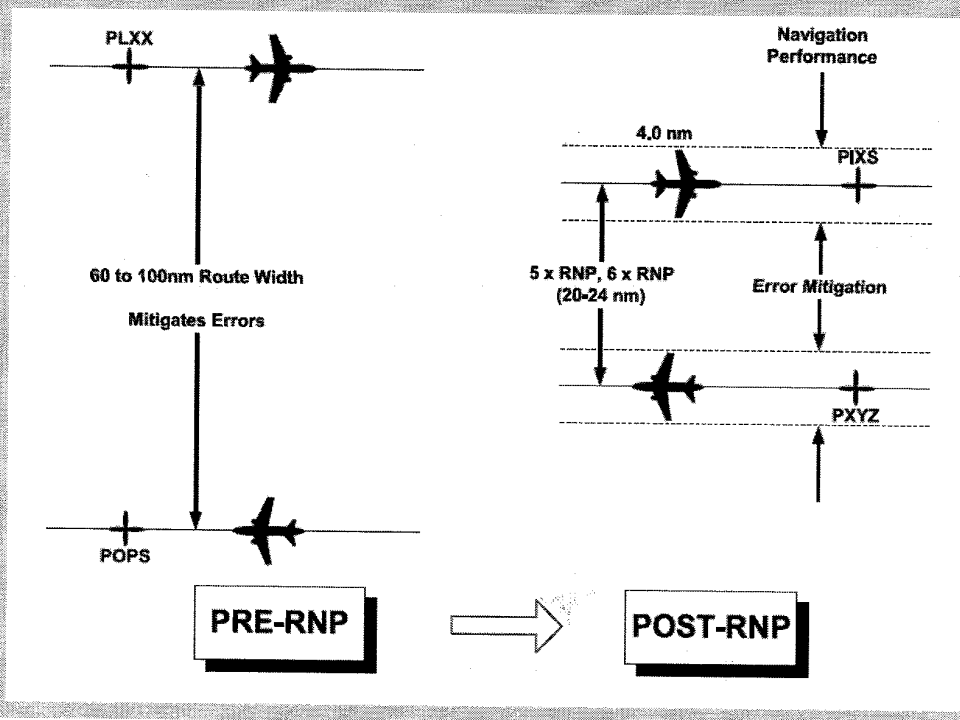 PLXX
60 to 100nm Route Width
Mitigates Errors
POPS
PRE-RNP
Navigation
Performance
4.0 nm
PIXS
5 x RNP, 6 x RNP
(20-24 nm)
Error Mitigation
PXYZ
POST-RNP